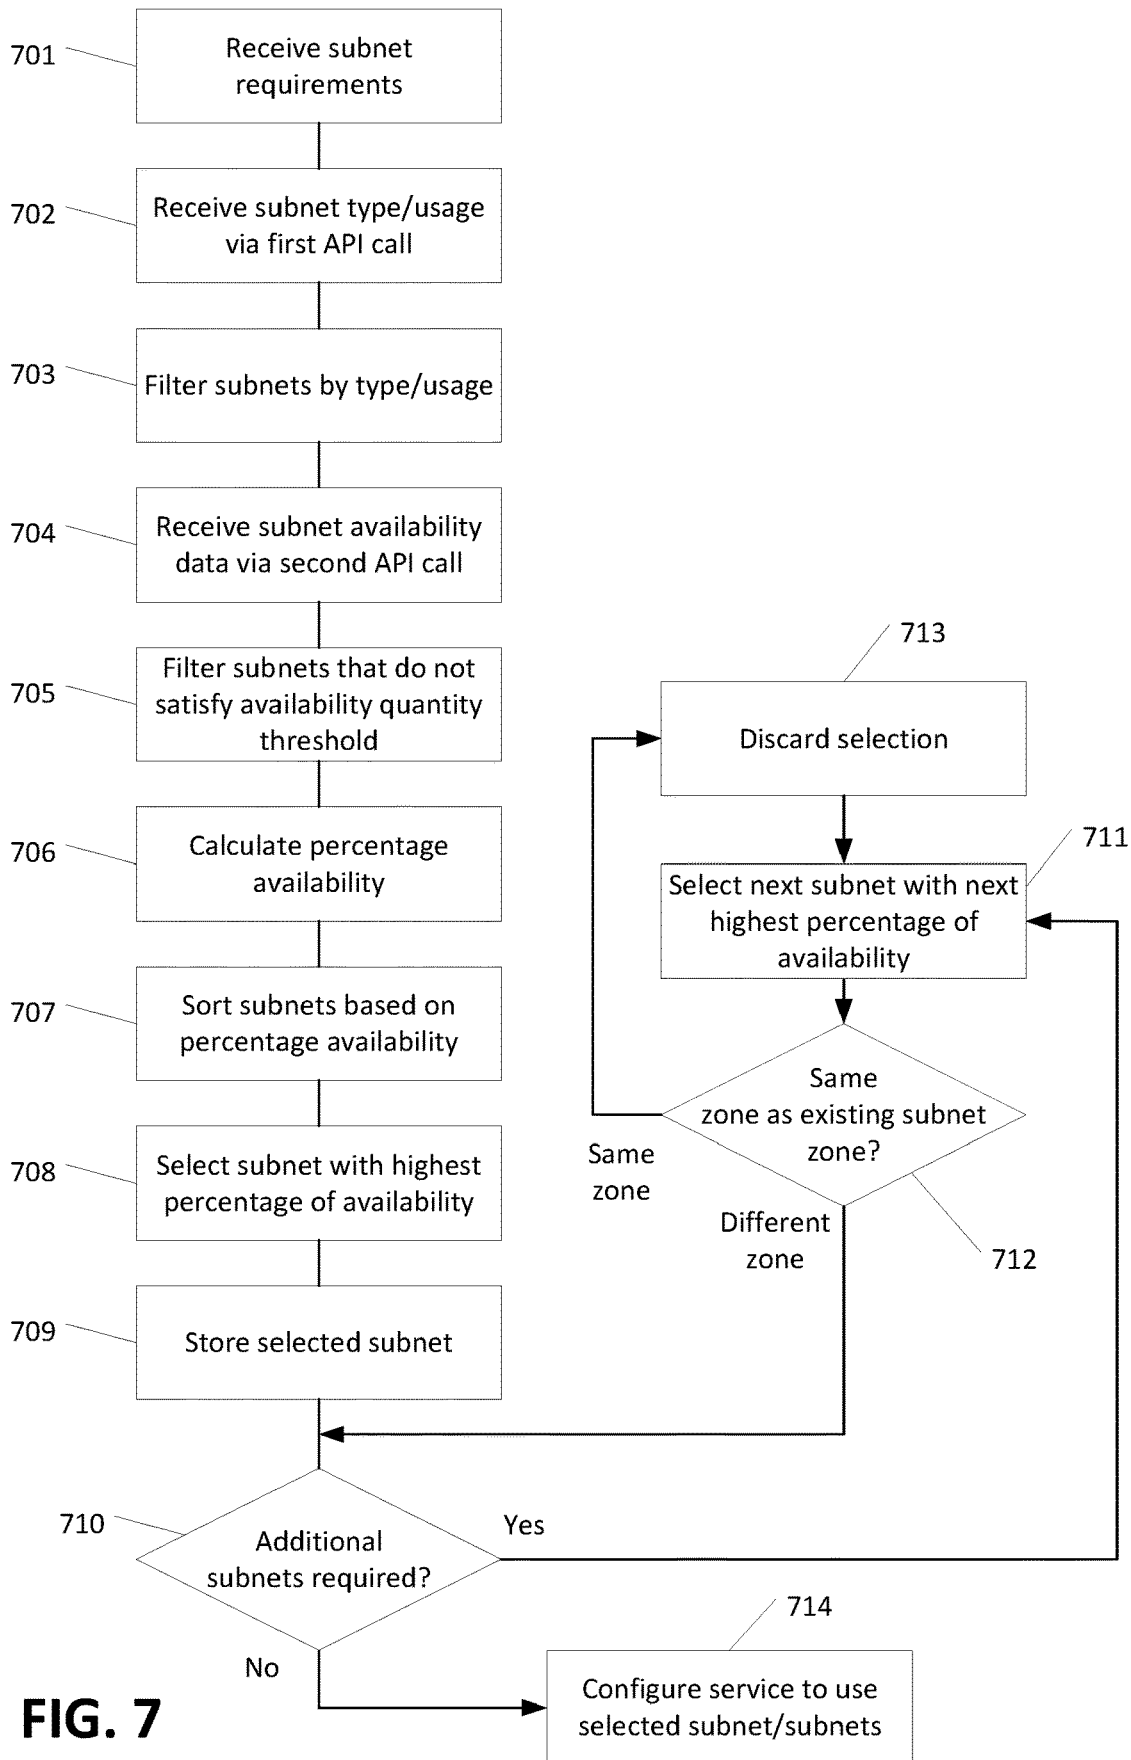 701
Receive subnet
requirements
702
Receive subnet type/usage
via first API call
703
Filter subnets by type/usage
704
Receive subnet availability
data via second API call
705
Filter subnets that do not
satisfy availability quantity
threshold
706
Calculate percentage
availability
707
Sort subnets based on
percentage availability
708
Select subnet with highest
percentage of availability
709
Store selected subnet
710
Additional
subnets required?
Yes
No
713
Discard selection
711
Select next subnet with next
highest percentage of
availability
Same
zone as existing subnet
zone?
Same
zone
Different
zone
712
714
Configure service to use
selected subnet/subnets
FIG. 7